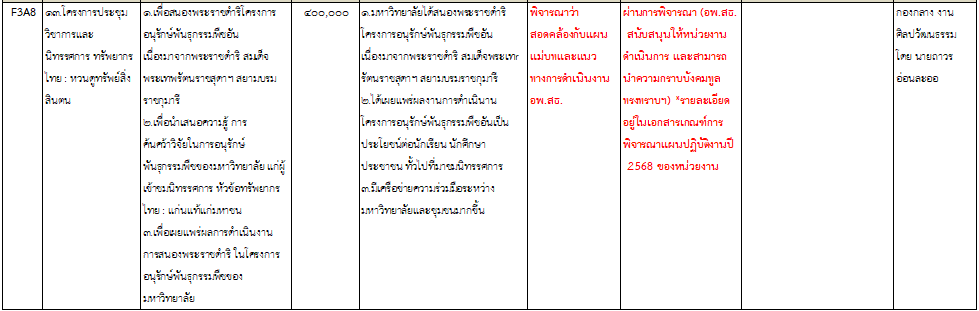 F3A8
๑๓.โครงการประชุม
วิชาการและ
นิทรรศการ ทรัพยากร
ไทย : หวนดูทรัพย์สิ่ง
สินตน
๑.เพื่อสนองพระราชดำริโครงการ
อนุรักษ์พันธุกรรมพืชอัน
เนื่องมาจากพระราชดำริ สมเด็จ
พระเทพรัตนราชสุดาฯ สยามบรม
ราชกุมารี
๒.เพื่อนำเสนอความรู้ การ
ค้นคว้าวิจัยในการอนุรักษ์
พันธุกรรมพืชของมหาวิทยาลัย แก่ผู้
เข้าชมนิทรรศการ หัวข้อทรัพยากร
ไทย : แก่นแท้แก่มหาชน
๓.เพื่อเผยแพร่ผลการดำเนินงาน
การสนองพระราชดำริ ในโครงการ
อนุรักษ์พันธุกรรมพืชของ
มหาวิทยาลัย
๔๐๐,๐๐๐
๑.มหาวิทยาลัยได้สนองพระราชดำริ
โครงการอนุรักษ์พันธุกรรมพืชอัน
เนื่องมาจากพระราชดำริ สมเด็จพระเทพ
รัตนราชสุดาฯ สยามบรมราชกุมารี
๒.ได้เผยแพร่ผลงานการดำเนินาน
โครงการอนุรักษ์พันธุกรรมพืชอันเป็น
ประโยชน์ต่อนักเรียน นักศึกษา
ประชาชน ทั่วไปที่มาชมนิทรรศการ
๓.มีเครือข่ายความร่วมมือระหว่าง
มหาวิทยาลัยและชุมชนมากขึ้น
พิจารณาว่า
สอดคล้องกับแผน
แม่บทและแนว
ทางการดำเนินงาน
อพ.สธ.
ผ่านการพิจารณา (อพ.สธ.
สนับสนุนให้หน่วยงาน
ดำเนินการ และสามารถ
นำความกราบบังคมทูล
ทรงทราบฯ) *รายละเอียด
อยู่ในเอกสารเกณฑ์การ
พิจารณาแผนปฏิบัติงานปี
2568 ของหน่วยงาน
กองกลาง งาน
ศิลปวัฒนธรรม
โดย นายถาวร
อ่อนละออ